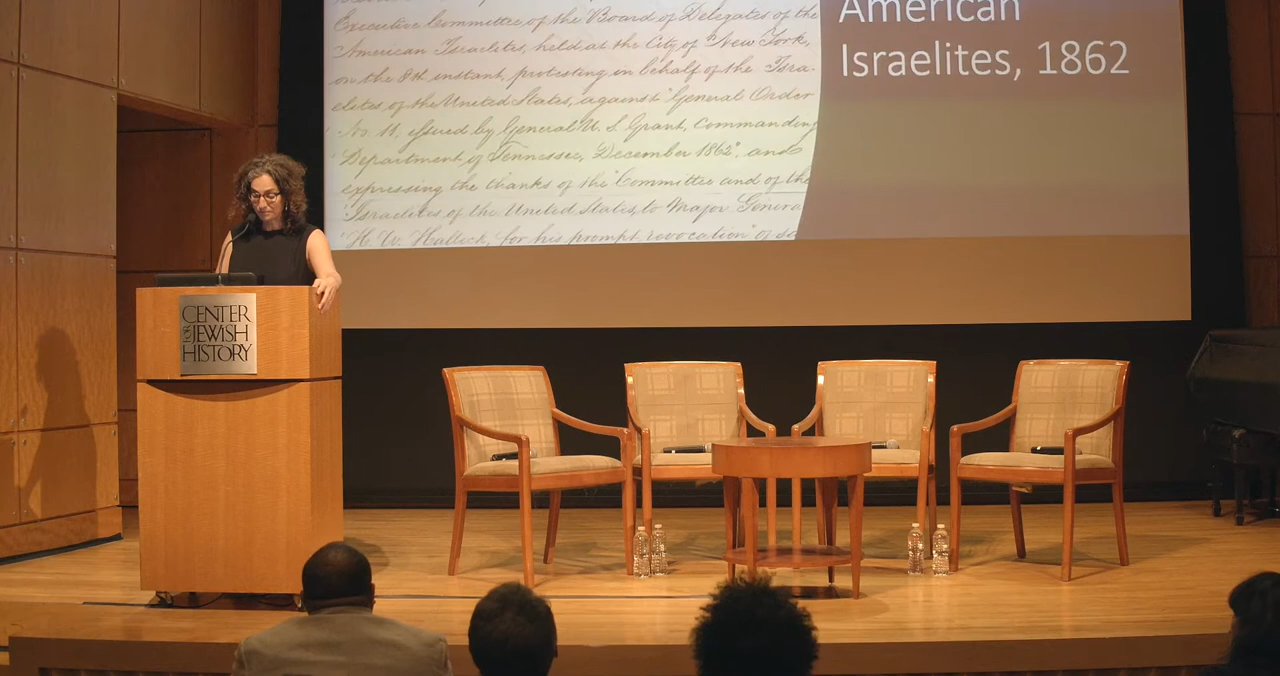 Executive Committee of the Board of Delegates of the
American Israelites, held at the City of New York,
on the 8th instant, protesting in behalf of the Isra-
elites of the United States, against "General Order
No. 11, issued by General U. S. Grant, Commanding
Department of Tennessee, December 1862", and
expressing the thanks of the "Committee and of the
Israelites of the United States, to Major General
H. W. Halleck, for his prompt revocation" of
American
Israelites, 1862
CENTER
FOR
JEWISH
HISTORY